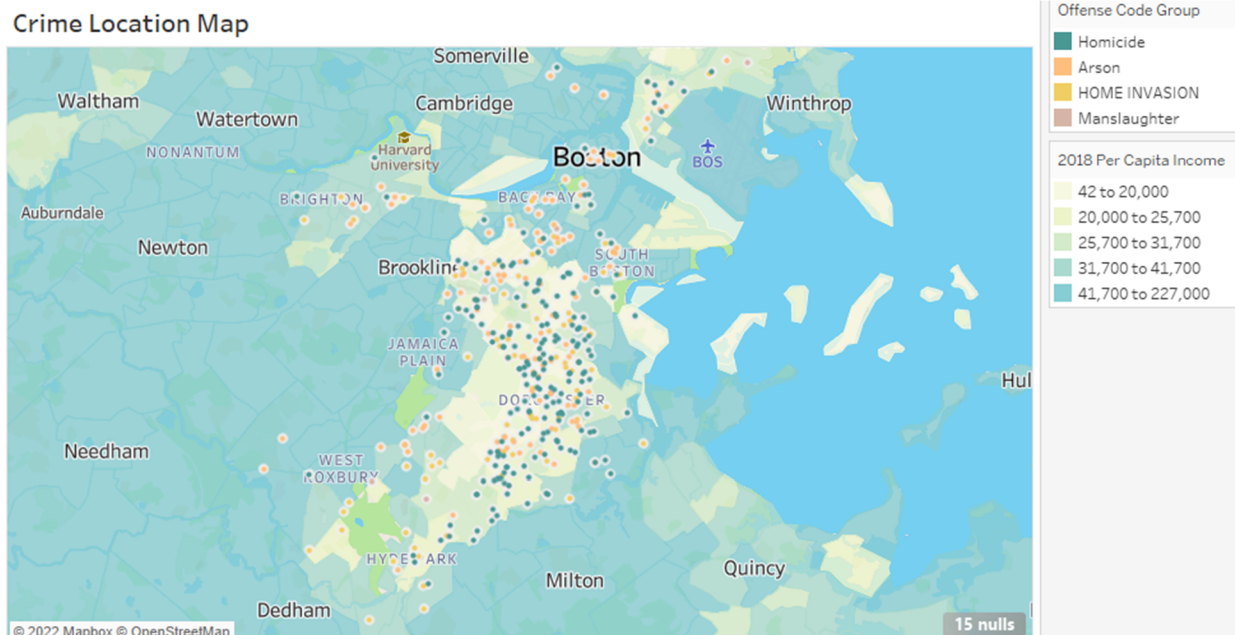 Crime Location Map
Somerville
Waltham
Cambridge
Winthrop
Watertown
Harvard
University
NONANTUM
Boston
BOS
BRIGHTON
BACK BAY
Auburndale
Newton
SOUTH
BOSTON
Brookline
JAMAICA
PLAIN
Hul
DORCHESTER
Needham
WEST
ROXBURY
HYDE PARK
Quincy
Milton
Dedham
15 nulls
© 2022 Mapbox © OpenStreetMap
Offense Code Group
Homicide
Arson
HOME INVASION
Manslaughter
2018 Per Capita Income
42 to 20,000
20,000 to 25,700
25,700 to 31,700
31,700 to 41,700
41,700 to 227,000